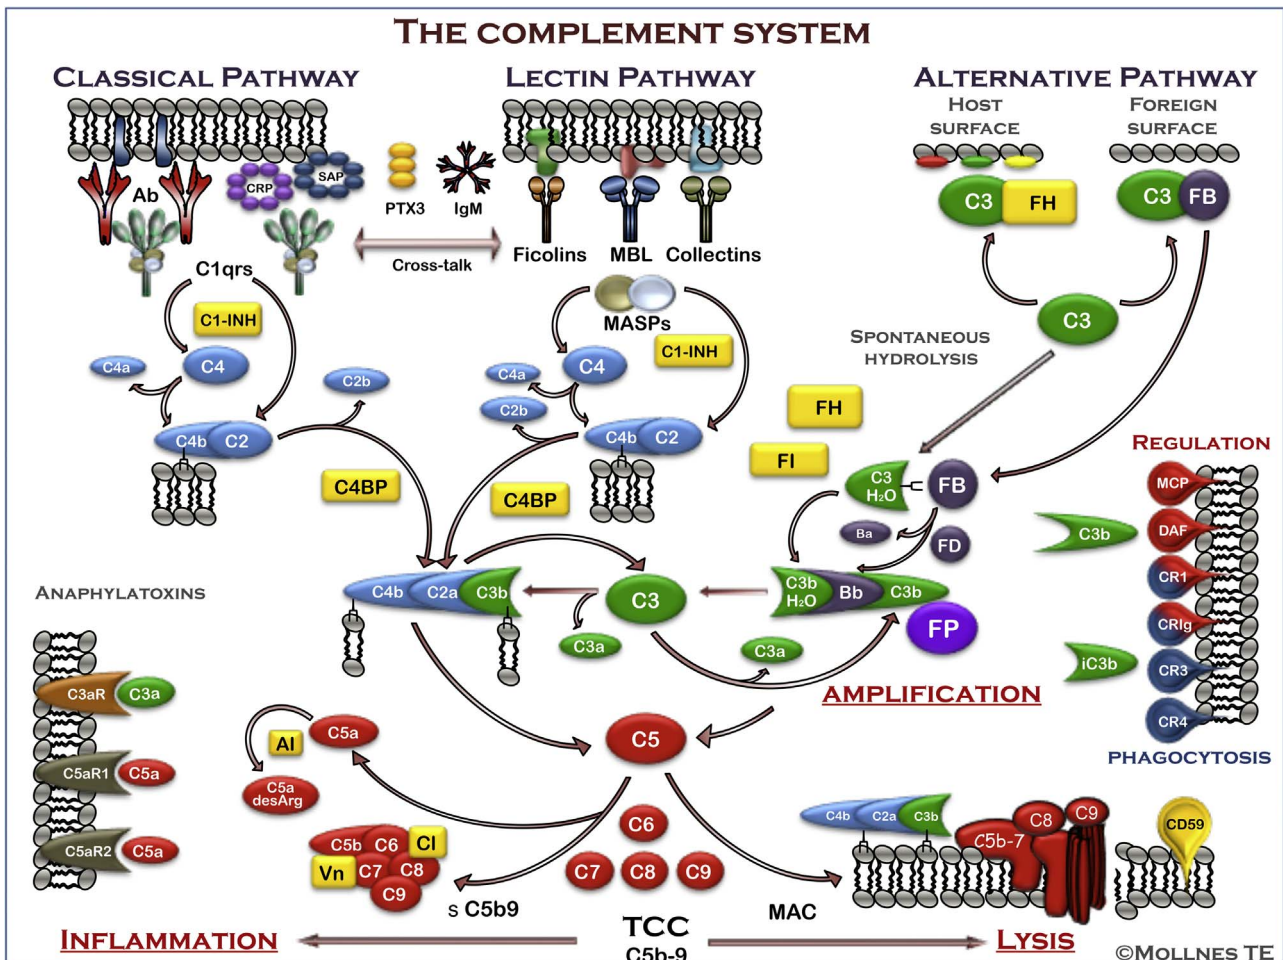 THE COMPLEMENT SYSTEM
CLASSICAL PATHWAY
LECTIN PATHWAY
ALTERNATIVE PATHWAY
HOST
SURFACE
FOREIGN
SURFACE
Ab
CRP
SAP
PTX3
IgM
Cross-talk
C1qrs
Ficolins
MBL
Collectins
MASPs
C3
FH
C3
FB
C3
SPONTANEOUS
HYDROLYSIS
C1-INH
C4a
C4
C2b
C4b
C2
C4BP
C1-INH
C4a
C4
C2b
C4b
C2
C4BP
FH
FI
C3
H₂O
FB
Ba
FD
C4b
C2a
C3b
C3
C3a
C3b
H₂O
Bb
C3b
FP
C3a
AMPLIFICATION
REGULATION
MCP
DAF
CR1
CRIg
CR3
CR4
C3b
iC3b
PHAGOCYTOSIS
ANAPHYLATOXINS
C3aR
C3a
C5aR1
C5a
C5aR2
C5a
C5
C5a
AI
C5a
desArg
C5b
C6
CI
Vn
C7
C8
C9
s C5b9
C6
C7
C8
C9
TCC
C5b-9
MAC
C4b
C2a
C3b
C5b-7
C8
C9
CD59
INFLAMMATION
LYSIS
©MOLLNES TE